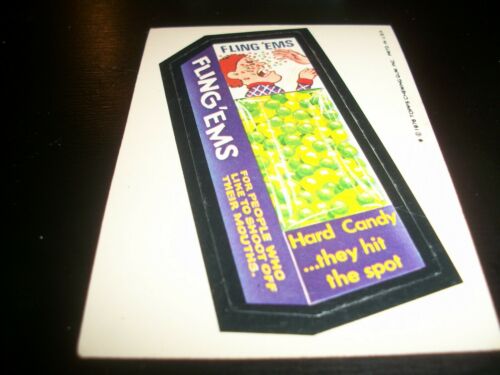 FLING 'EMS
FLING 'EMS
FOR PEOPLE WHO
LIKE TO SHOOT OFF
THEIR MOUTHS.
Hard Candy
...they hit
the spot